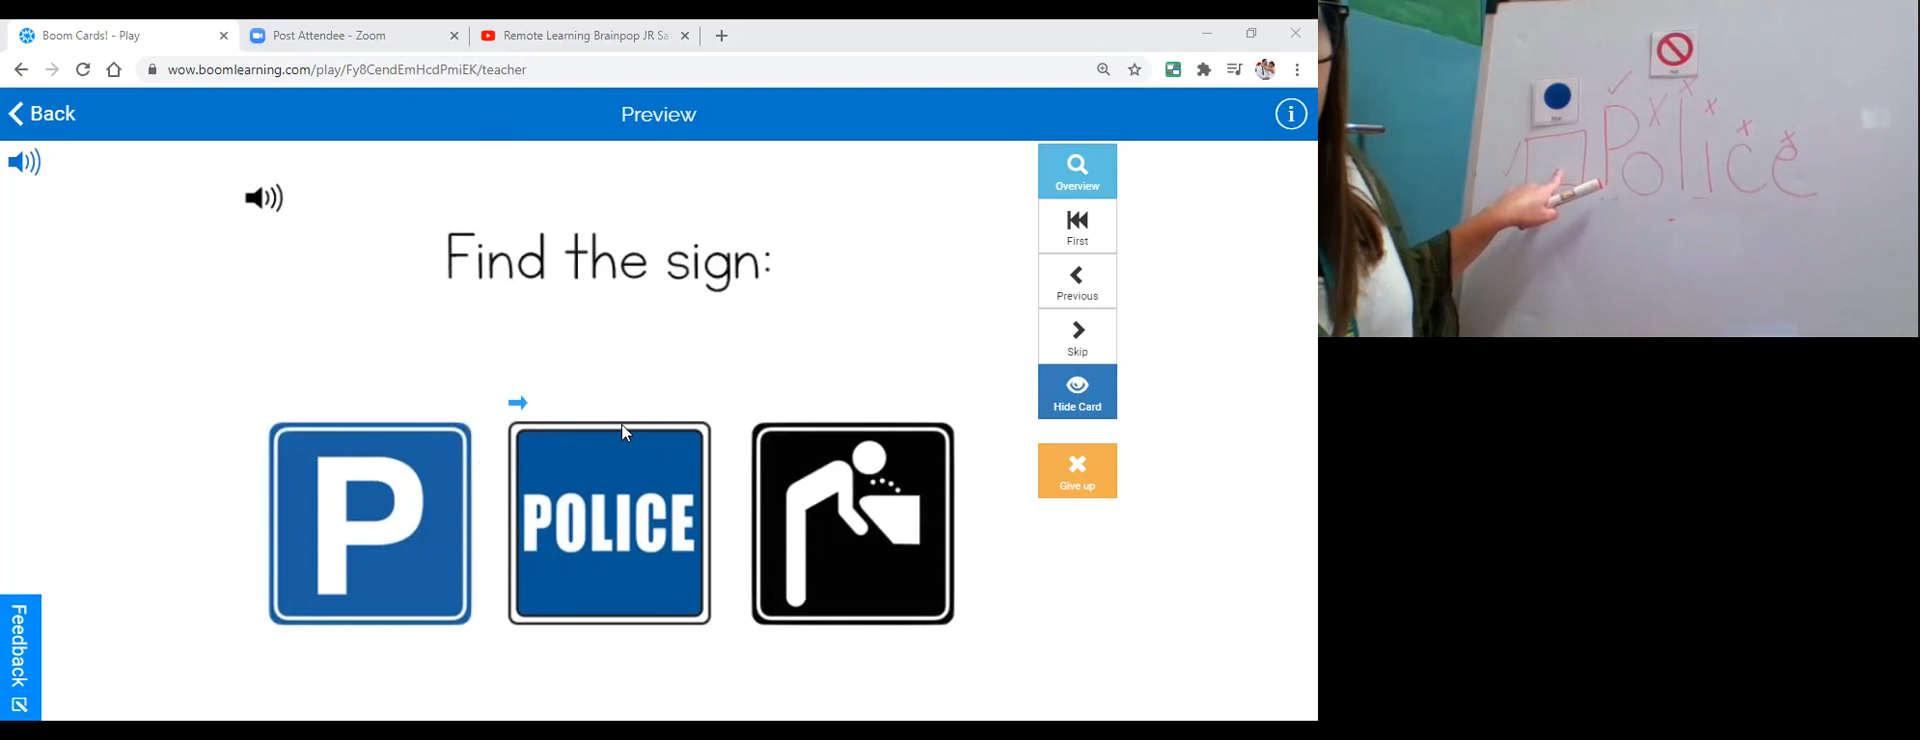 Boom Cards! - Play
Post Attendee - Zoom
Remote Learning Brainpop JR Sa
wow.boomlearning.com/play/Fy8CendEmHcdPmiEK/teacher
Back
Preview
Overview
First
Previous
Skip
Hide Card
Give up
Find the sign:
P
POLICE
Feedback
Police